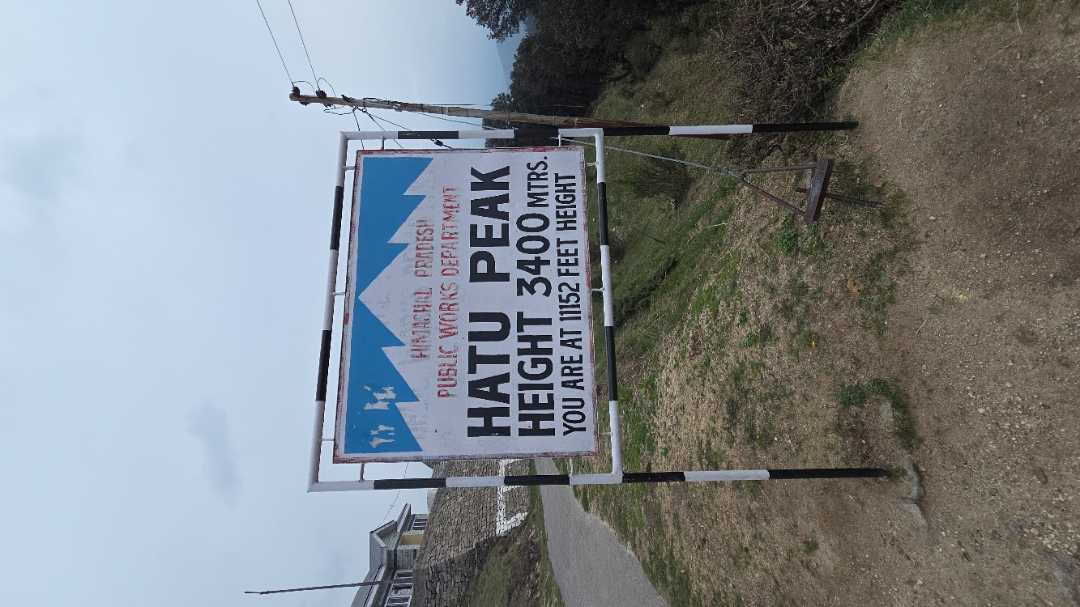 HIMACHAL PRADESH
PUBLIC WORKS DEPARTMENT
HATU PEAK
HEIGHT 3400 MTRS.
YOU ARE AT 11152 FEET HEIGHT